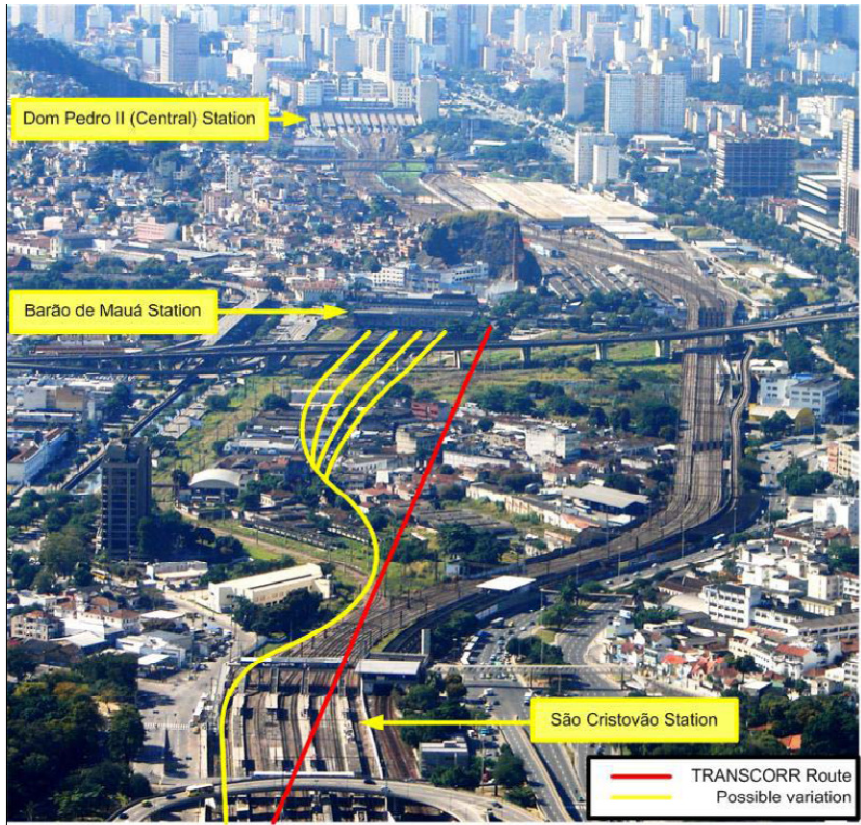 Dom Pedro II (Central) Station
Barão de Mauá Station
São Cristovão Station
TRANSCORR Route
Possible variation